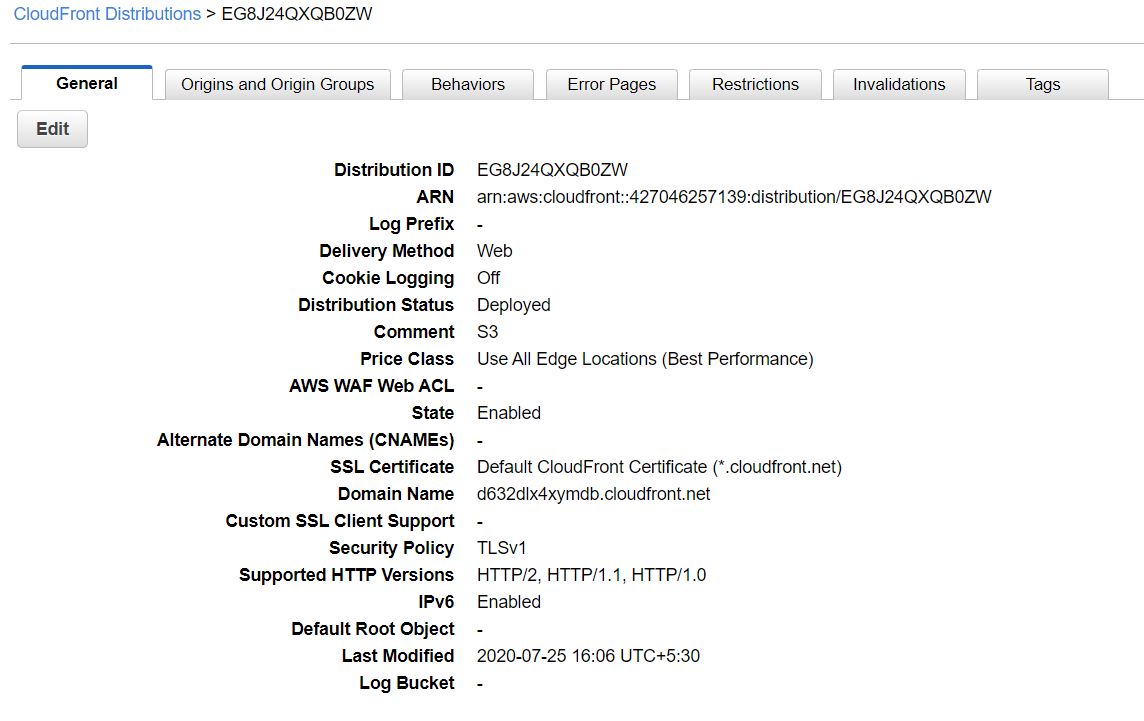 CloudFront Distributions > EG8J24QXQB0ZW
General Origins and Origin Groups Behaviors Error Pages Restrictions Invalidations Tags
Edit
Distribution ID EG8J24QXQB0ZW
ARN arn:aws:cloudfront::427046257139:distribution/EG8J24QXQB0ZW
Log Prefix -
Delivery Method Web
Cookie Logging Off
Distribution Status Deployed
Comment S3
Price Class Use All Edge Locations (Best Performance)
AWS WAF Web ACL -
State Enabled
Alternate Domain Names (CNAMEs) -
SSL Certificate Default CloudFront Certificate (*.cloudfront.net)
Domain Name d632dlx4xymdb.cloudfront.net
Custom SSL Client Support -
Security Policy TLSv1
Supported HTTP Versions HTTP/2, HTTP/1.1, HTTP/1.0
IPv6 Enabled
Default Root Object -
Last Modified 2020-07-25 16:06 UTC+5:30
Log Bucket -